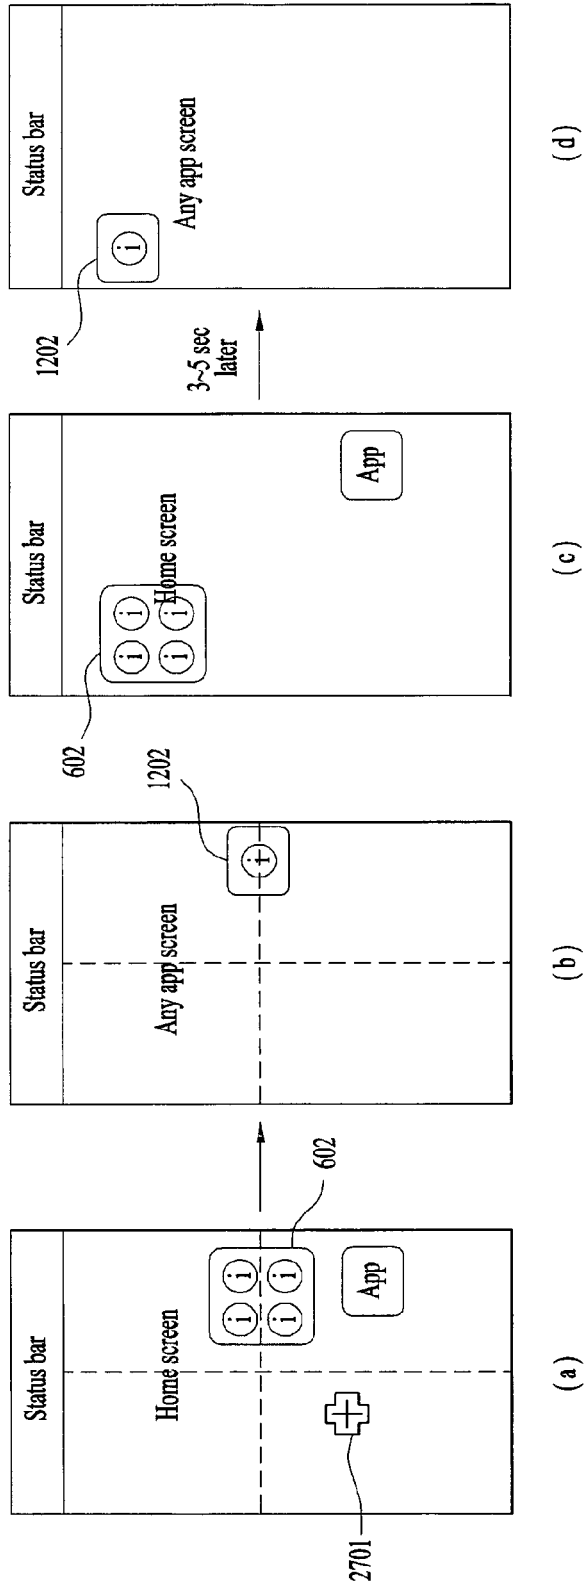 Status bar
Home screen
i i
i i
602
App
2701
(a)
Status bar
Any app screen
i
1202
(b)
Status bar
602
i i
i i
Home screen
App
(c)
3~5 sec
later
Status bar
1202
i
Any app screen
(d)